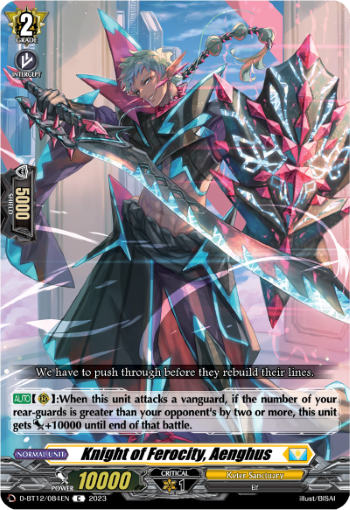 2
GRADE
INTERCEPT
5000
SHIELD
We have to push through before they rebuild their lines.
AUTO【RC】:When this unit attacks a vanguard, if the number of
rear-guards is greater than your opponent's by two or more, this unit
gets +10000 until end of that battle.
NORMAL UNIT
Knight of Ferocity, Aenghus
POWER 10000
CRITICAL
1
Keter Sanctuary
Elf
D-BT12/084EN C 2023
illust/BISAI